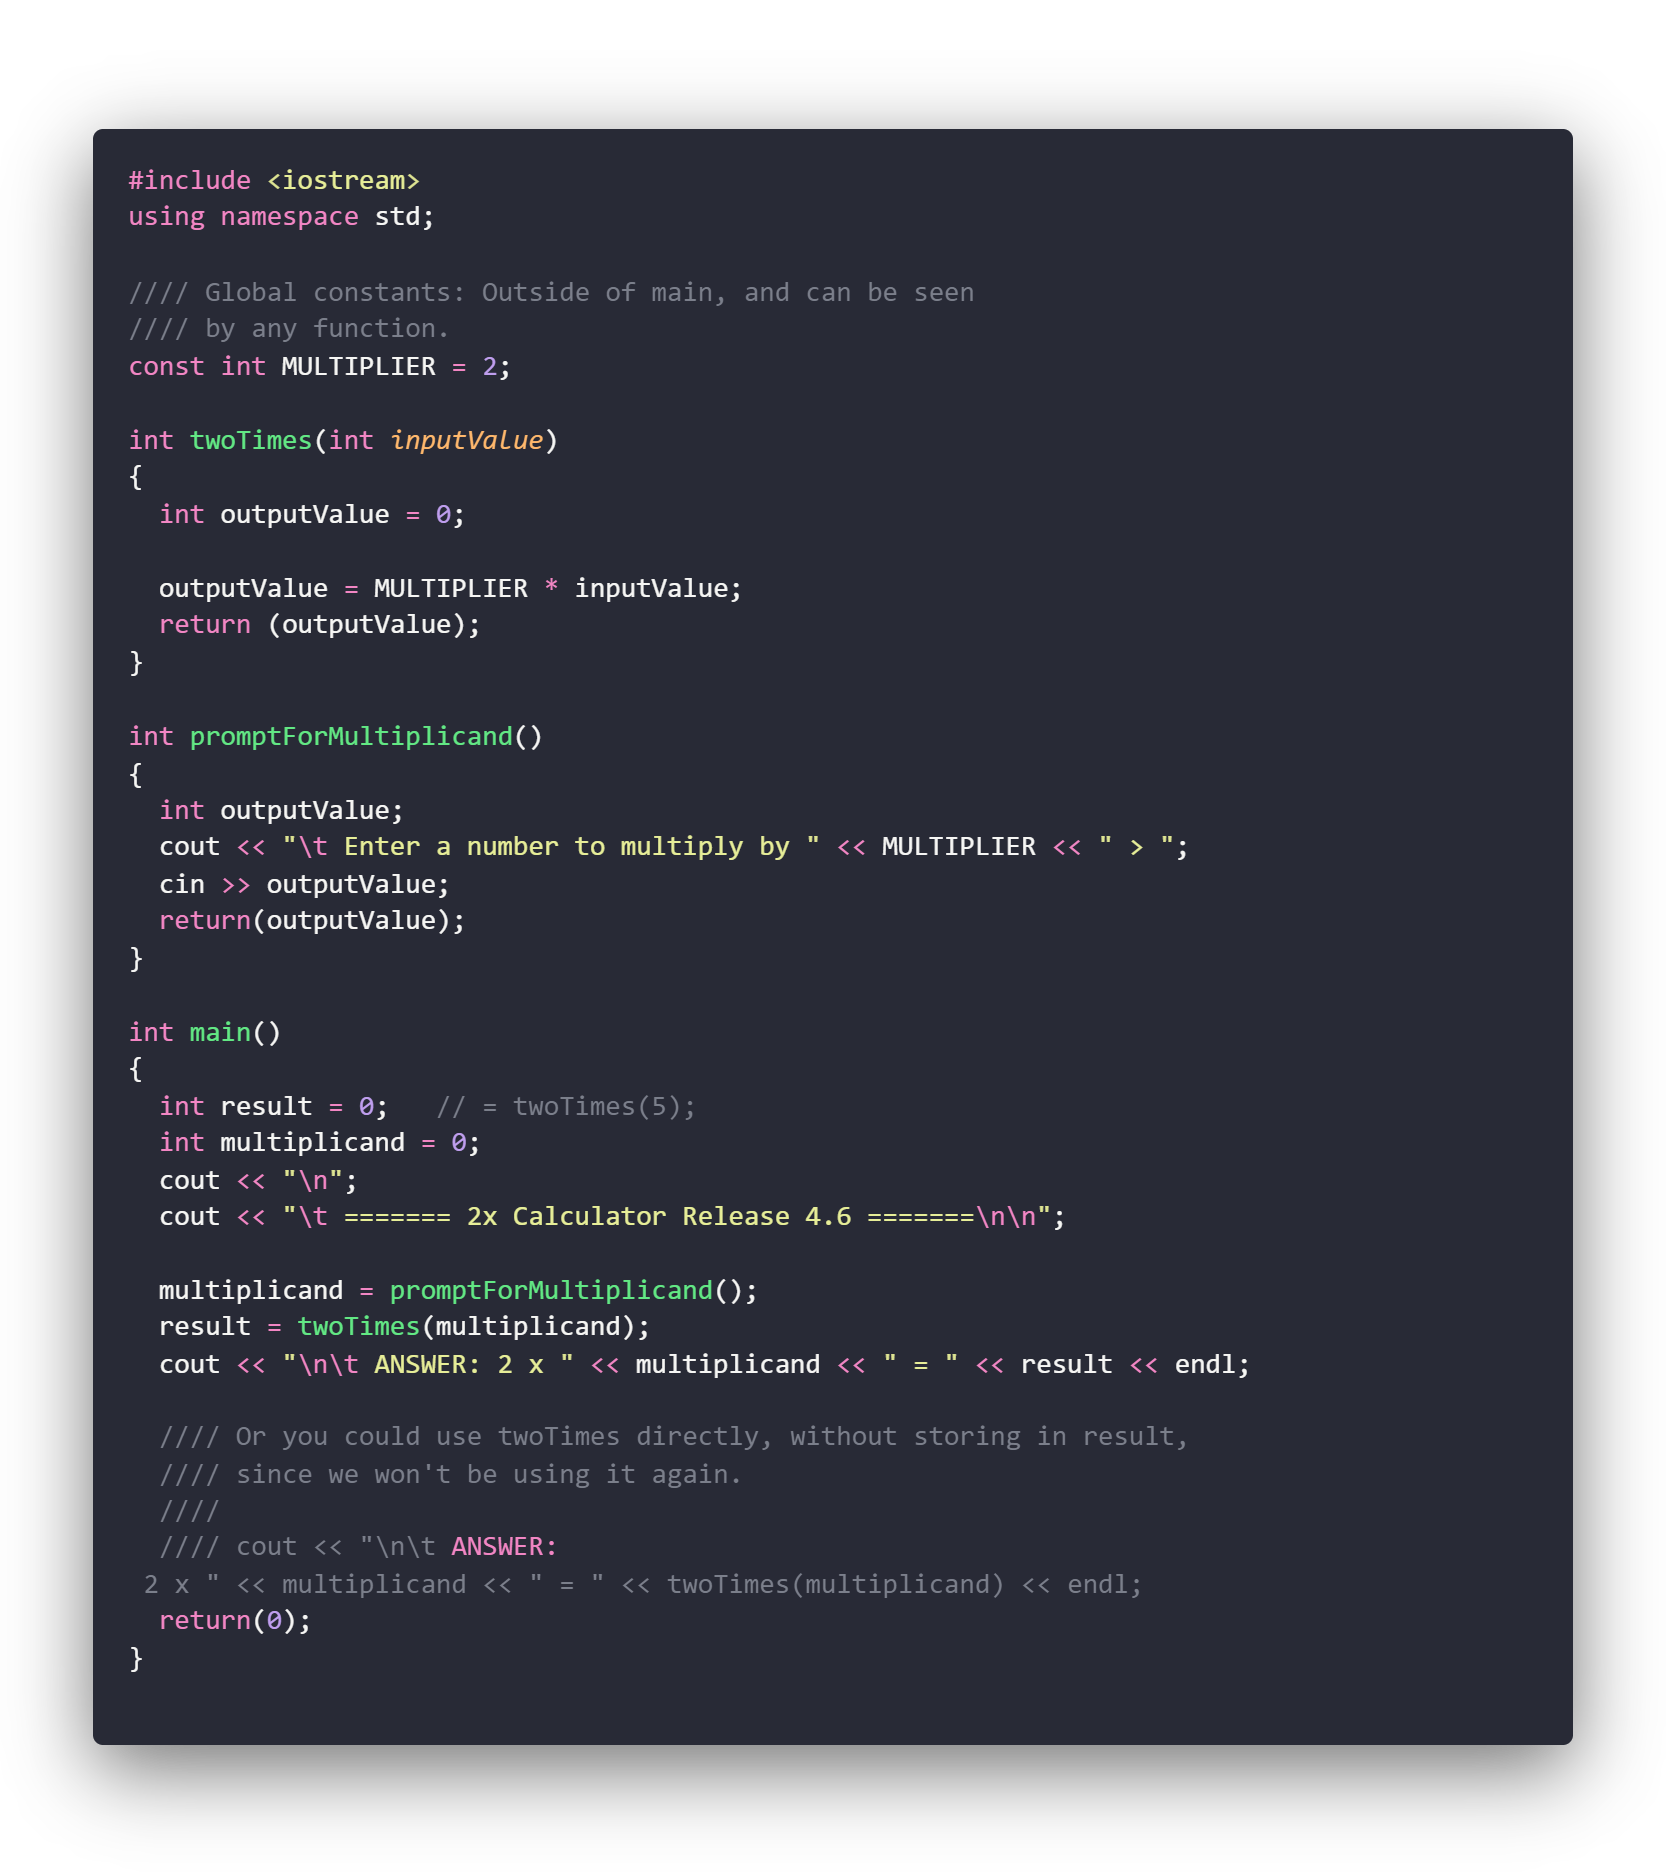 #include <iostream>
using namespace std;

//// Global constants: Outside of main, and can be seen
//// by any function.
const int MULTIPLIER = 2;

int twoTimes(int inputValue)
{
  int outputValue = 0;

  outputValue = MULTIPLIER * inputValue;
  return (outputValue);
}

int promptForMultiplicand()
{
  int outputValue;
  cout << "\t Enter a number to multiply by " << MULTIPLIER << " > ";
  cin >> outputValue;
  return(outputValue);
}

int main()
{
  int result = 0;   // = twoTimes(5);
  int multiplicand = 0;
  cout << "\n";
  cout << "\t ======= 2x Calculator Release 4.6 =======\n\n";

  multiplicand = promptForMultiplicand();
  result = twoTimes(multiplicand);
  cout << "\n\t ANSWER: 2 x " << multiplicand << " = " << result << endl;

  //// Or you could use twoTimes directly, without storing in result,
  //// since we won't be using it again.
  ////
  //// cout << "\n\t ANSWER:
 2 x " << multiplicand << " = " << twoTimes(multiplicand) << endl;
  return(0);
}